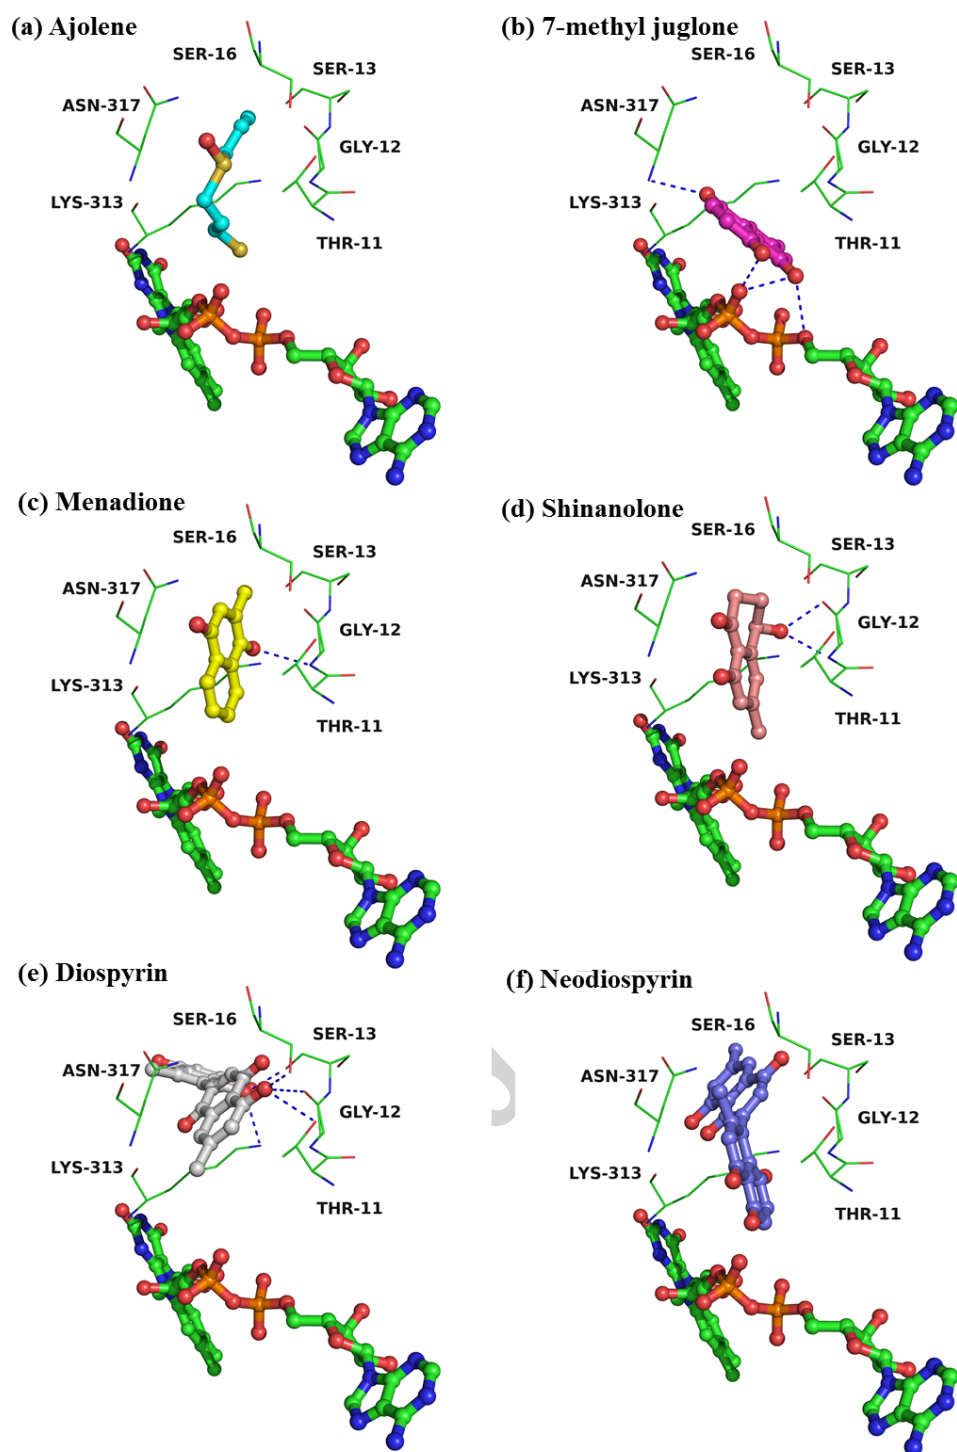 (a) Ajolene
SER-16
SER-13
ASN-317
GLY-12
LYS-313
THR-11
(b) 7-methyl juglone
SER-16
SER-13
ASN-317
GLY-12
LYS-313
THR-11
(c) Menadione
SER-16
SER-13
ASN-317
GLY-12
LYS-313
THR-11
(d) Shinanolone
SER-16
SER-13
ASN-317
GLY-12
LYS-313
THR-11
(e) Diospyrin
SER-16
SER-13
ASN-317
GLY-12
LYS-313
THR-11
(f) Neodiospyrin
SER-16
SER-13
ASN-317
GLY-12
LYS-313
THR-11